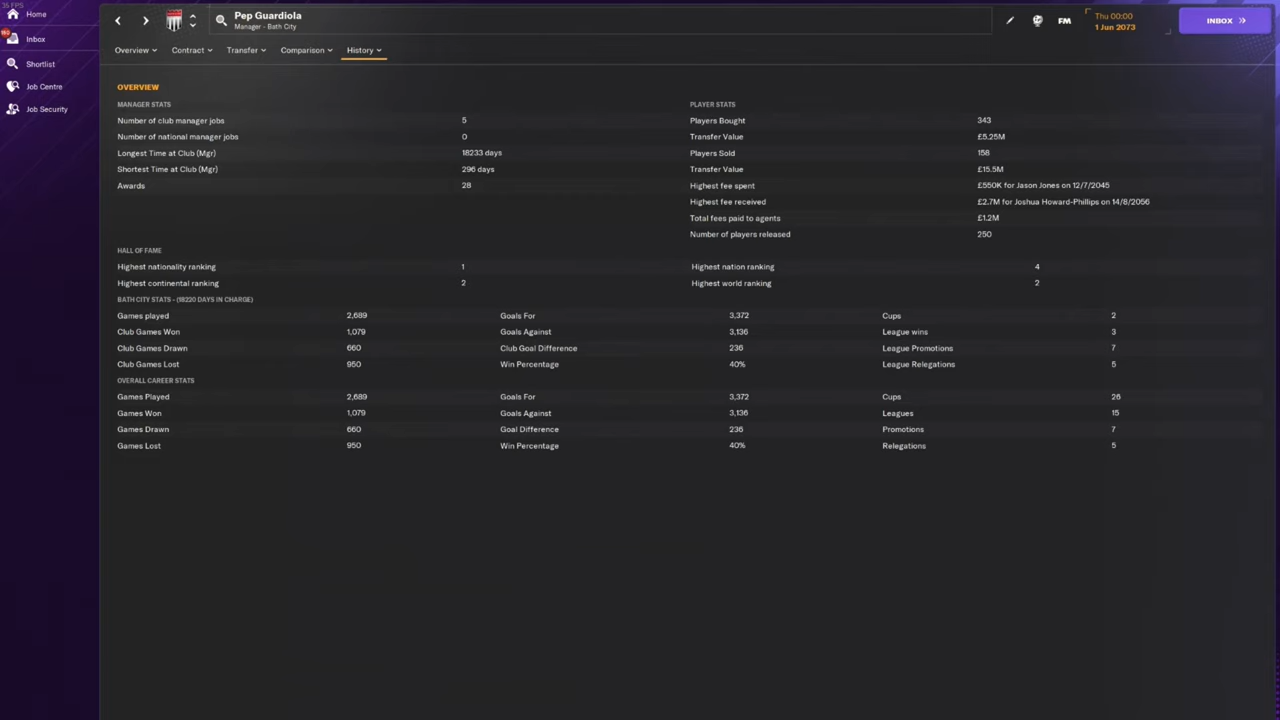 35 FPS
Home
Inbox
Shortlist
Job Centre
Job Security
Pep Guardiola
Manager - Bath City
FM
Thu 00:00
1 Jun 2073
INBOX
Overview Contract Transfer Comparison History
OVERVIEW
MANAGER STATS PLAYER STATS
Number of club manager jobs 5 Players Bought 343
Number of national manager jobs 0 Transfer Value £5.25M
Longest Time at Club (Mgr) 18233 days Players Sold 158
Shortest Time at Club (Mgr) 296 days Transfer Value £15.5M
Awards 28 Highest fee spent £550K for Jason Jones on 12/7/2045
Highest fee received £2.7M for Joshua Howard-Phillips on 14/8/2056
Total fees paid to agents £1.2M
Number of players released 250
HALL OF FAME
Highest nationality ranking 1 Highest nation ranking 4
Highest continental ranking 2 Highest world ranking 2
BATH CITY STATS - (18220 DAYS IN CHARGE)
Games played 2,689 Goals For 3,372 Cups 2
Club Games Won 1,079 Goals Against 3,136 League wins 3
Club Games Drawn 660 Club Goal Difference 236 League Promotions 7
Club Games Lost 950 Win Percentage 40% League Relegations 5
OVERALL CAREER STATS
Games Played 2,689 Goals For 3,372 Cups 26
Games Won 1,079 Goals Against 3,136 Leagues 15
Games Drawn 660 Goal Difference 236 Promotions 7
Games Lost 950 Win Percentage 40% Relegations 5